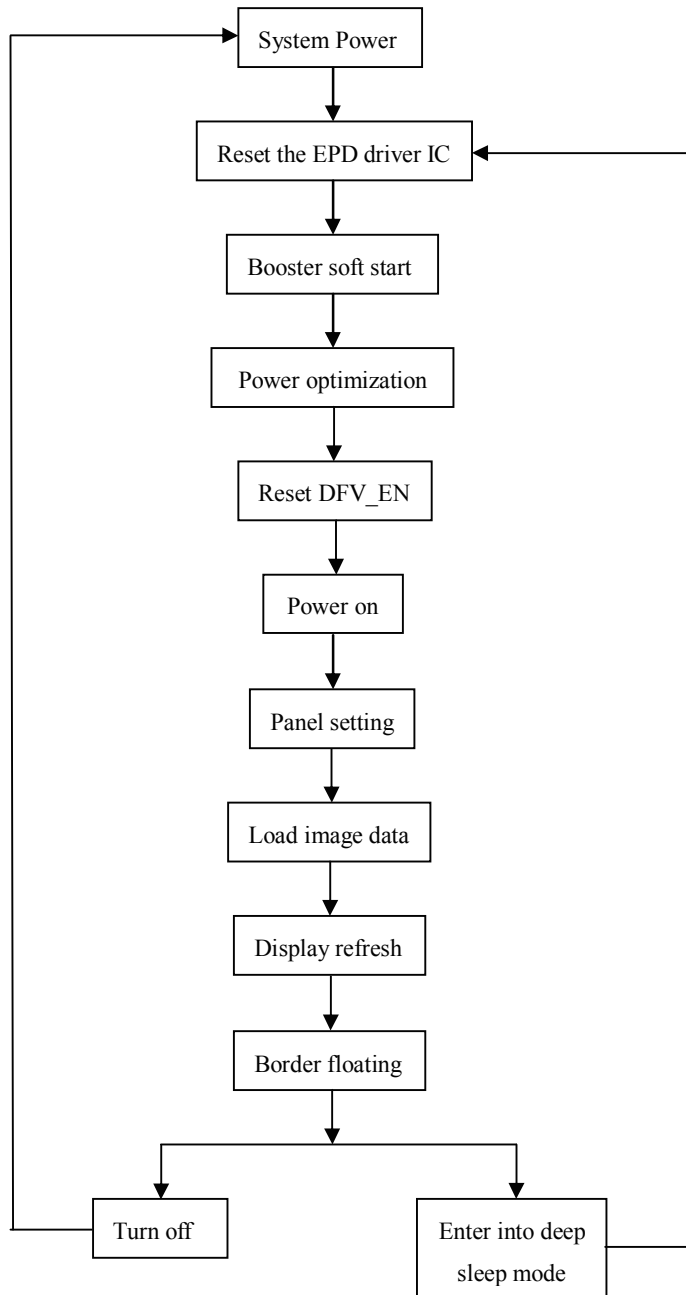 System Power
Reset the EPD driver IC
Booster soft start
Power optimization
Reset DFV_EN
Power on
Panel setting
Load image data
Display refresh
Border floating
Turn off
Enter into deep
sleep mode